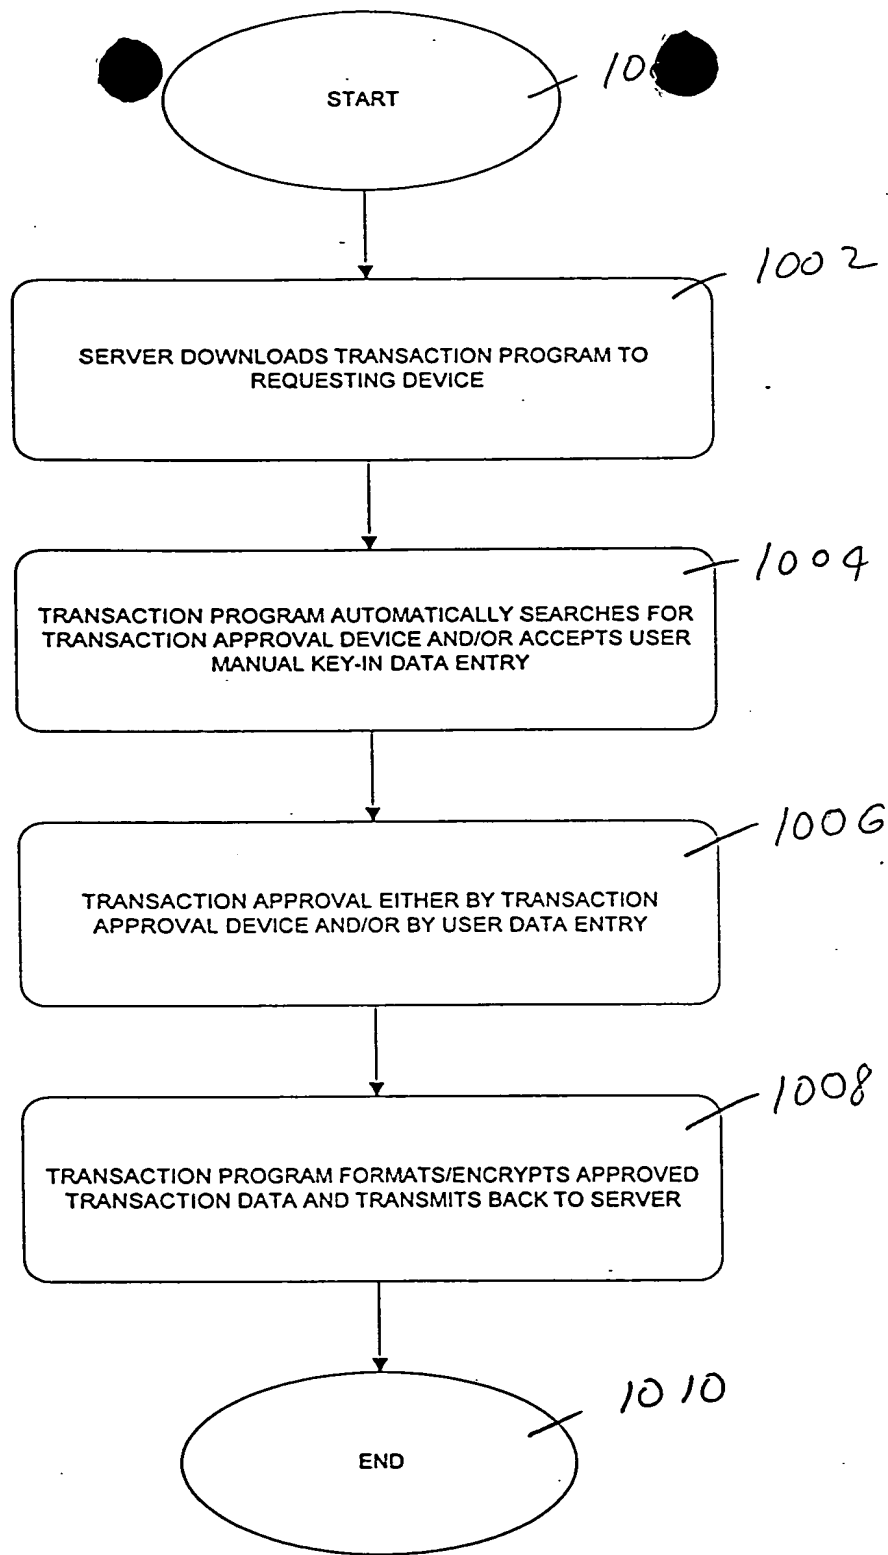 START
10
1002
SERVER DOWNLOADS TRANSACTION PROGRAM TO
REQUESTING DEVICE
1004
TRANSACTION PROGRAM AUTOMATICALLY SEARCHES FOR
TRANSACTION APPROVAL DEVICE AND/OR ACCEPTS USER
MANUAL KEY-IN DATA ENTRY
1006
TRANSACTION APPROVAL EITHER BY TRANSACTION
APPROVAL DEVICE AND/OR BY USER DATA ENTRY
1008
TRANSACTION PROGRAM FORMATS/ENCRYPTS APPROVED
TRANSACTION DATA AND TRANSMITS BACK TO SERVER
1010
END